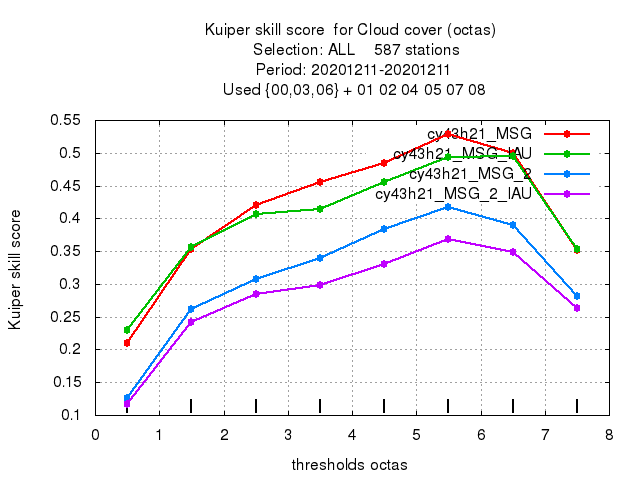 Kuiper skill score  for Cloud cover (octas)
Selection: ALL    587 stations
Period: 20201211-20201211
Used {00,03,06} + 01 02 04 05 07 08
0.55
0.5
0.45
0.4
0.35
0.3
0.25
0.2
0.15
0.1
Kuiper skill score
cy43h21_MSG
cy43h21_MSG_IAU
cy43h21_MSG_2
cy43h21_MSG_2_IAU
0 1 2 3 4 5 6 7 8
thresholds octas